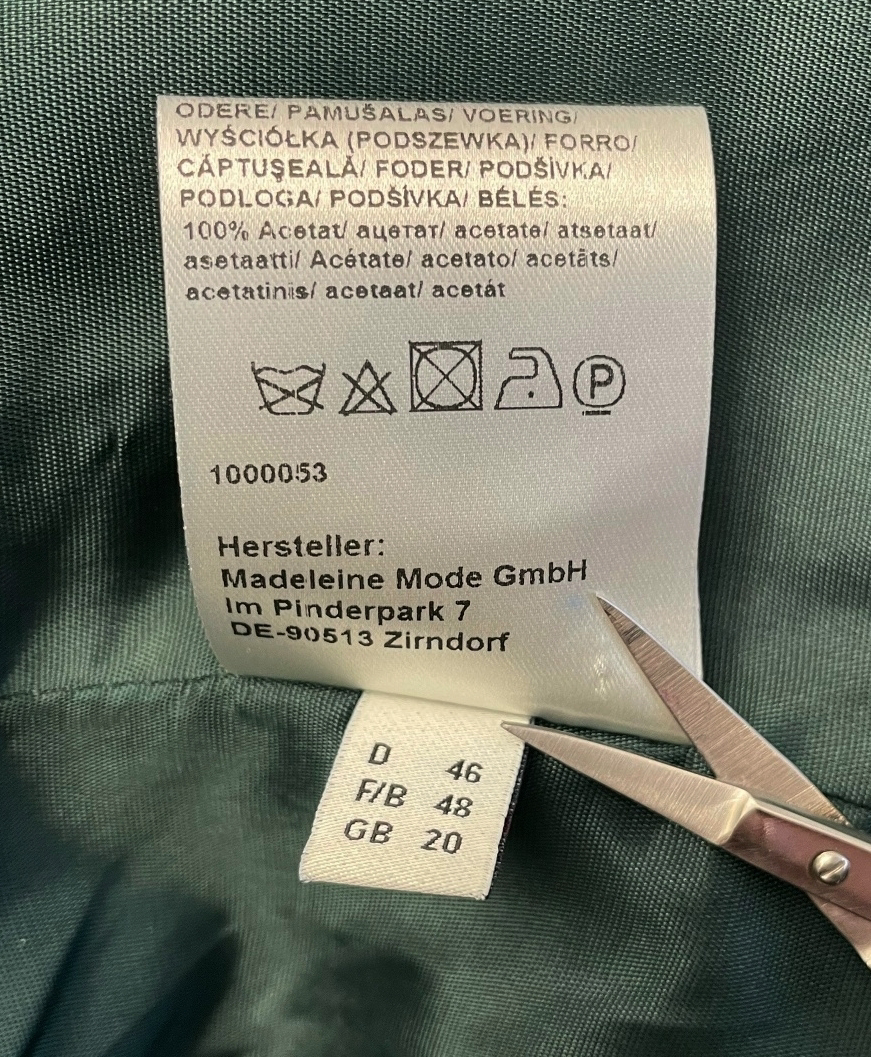 ODERE/ PAMUŠALAS/ VOERING/
WYŚCIÓŁKA (PODSZEWKA)/ FORRO/
CĂPTUŞEALĂ/ FODER/ PODŠÍVKA/
PODLOGA/ PODŠÍVKA/ BÉLÉS:
100% Acetat/ ацетат/ acetate/ atsetaat/
asetaatti/ Acétate/ acetato/ acetāts/
acetatinis/ acetaat/ acetát
P
1000053
Hersteller:
Madeleine Mode GmbH
Im Pinderpark 7
DE-90513 Zirndorf
D 46
F/B 48
GB 20